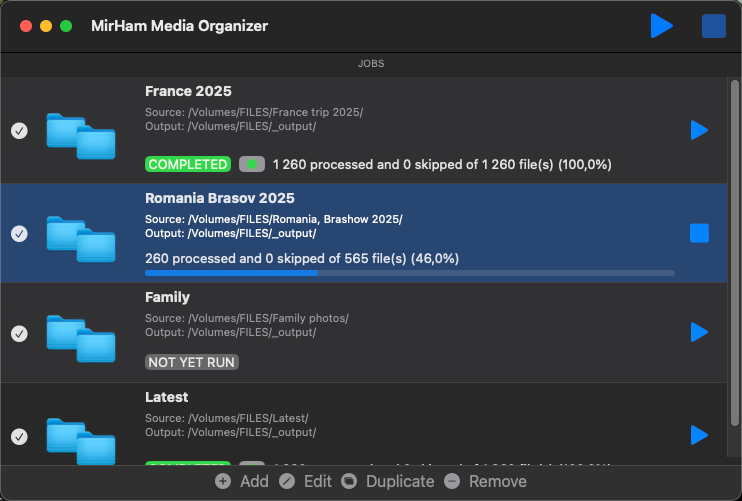 MirHam Media Organizer
JOBS
France 2025
Source: /Volumes/FILES/France trip 2025/
Output: /Volumes/FILES/_output/
COMPLETED 1 260 processed and 0 skipped of 1 260 file(s) (100,0%)
Romania Brasov 2025
Source: /Volumes/FILES/Romania, Brashow 2025/
Output: /Volumes/FILES/_output/
260 processed and 0 skipped of 565 file(s) (46,0%)
Family
Source: /Volumes/FILES/Family photos/
Output: /Volumes/FILES/_output/
NOT YET RUN
Latest
Source: /Volumes/FILES/Latest/
Output: /Volumes/FILES/_output/
Add Edit Duplicate Remove